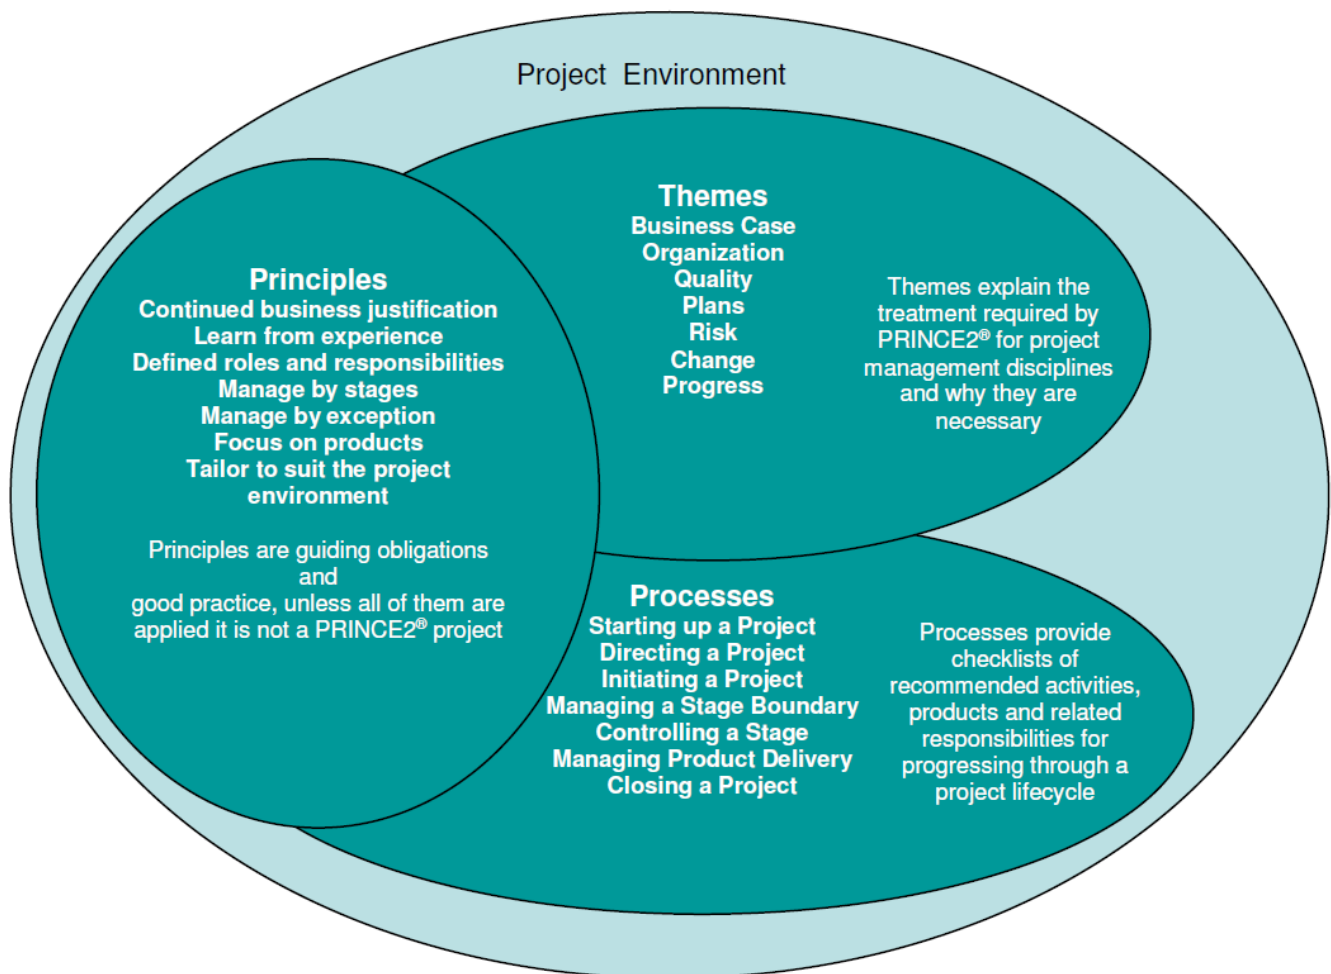 Project Environment
Principles
Continued business justification
Learn from experience
Defined roles and responsibilities
Manage by stages
Manage by exception
Focus on products
Tailor to suit the project
environment
Principles are guiding obligations
and
good practice, unless all of them are
applied it is not a PRINCE2® project
Themes
Business Case
Organization
Quality
Plans
Risk
Change
Progress
Themes explain the
treatment required by
PRINCE2® for project
management disciplines
and why they are
necessary
Processes
Starting up a Project
Directing a Project
Initiating a Project
Managing a Stage Boundary
Controlling a Stage
Managing Product Delivery
Closing a Project
Processes provide
checklists of
recommended activities,
products and related
responsibilities for
progressing through a
project lifecycle